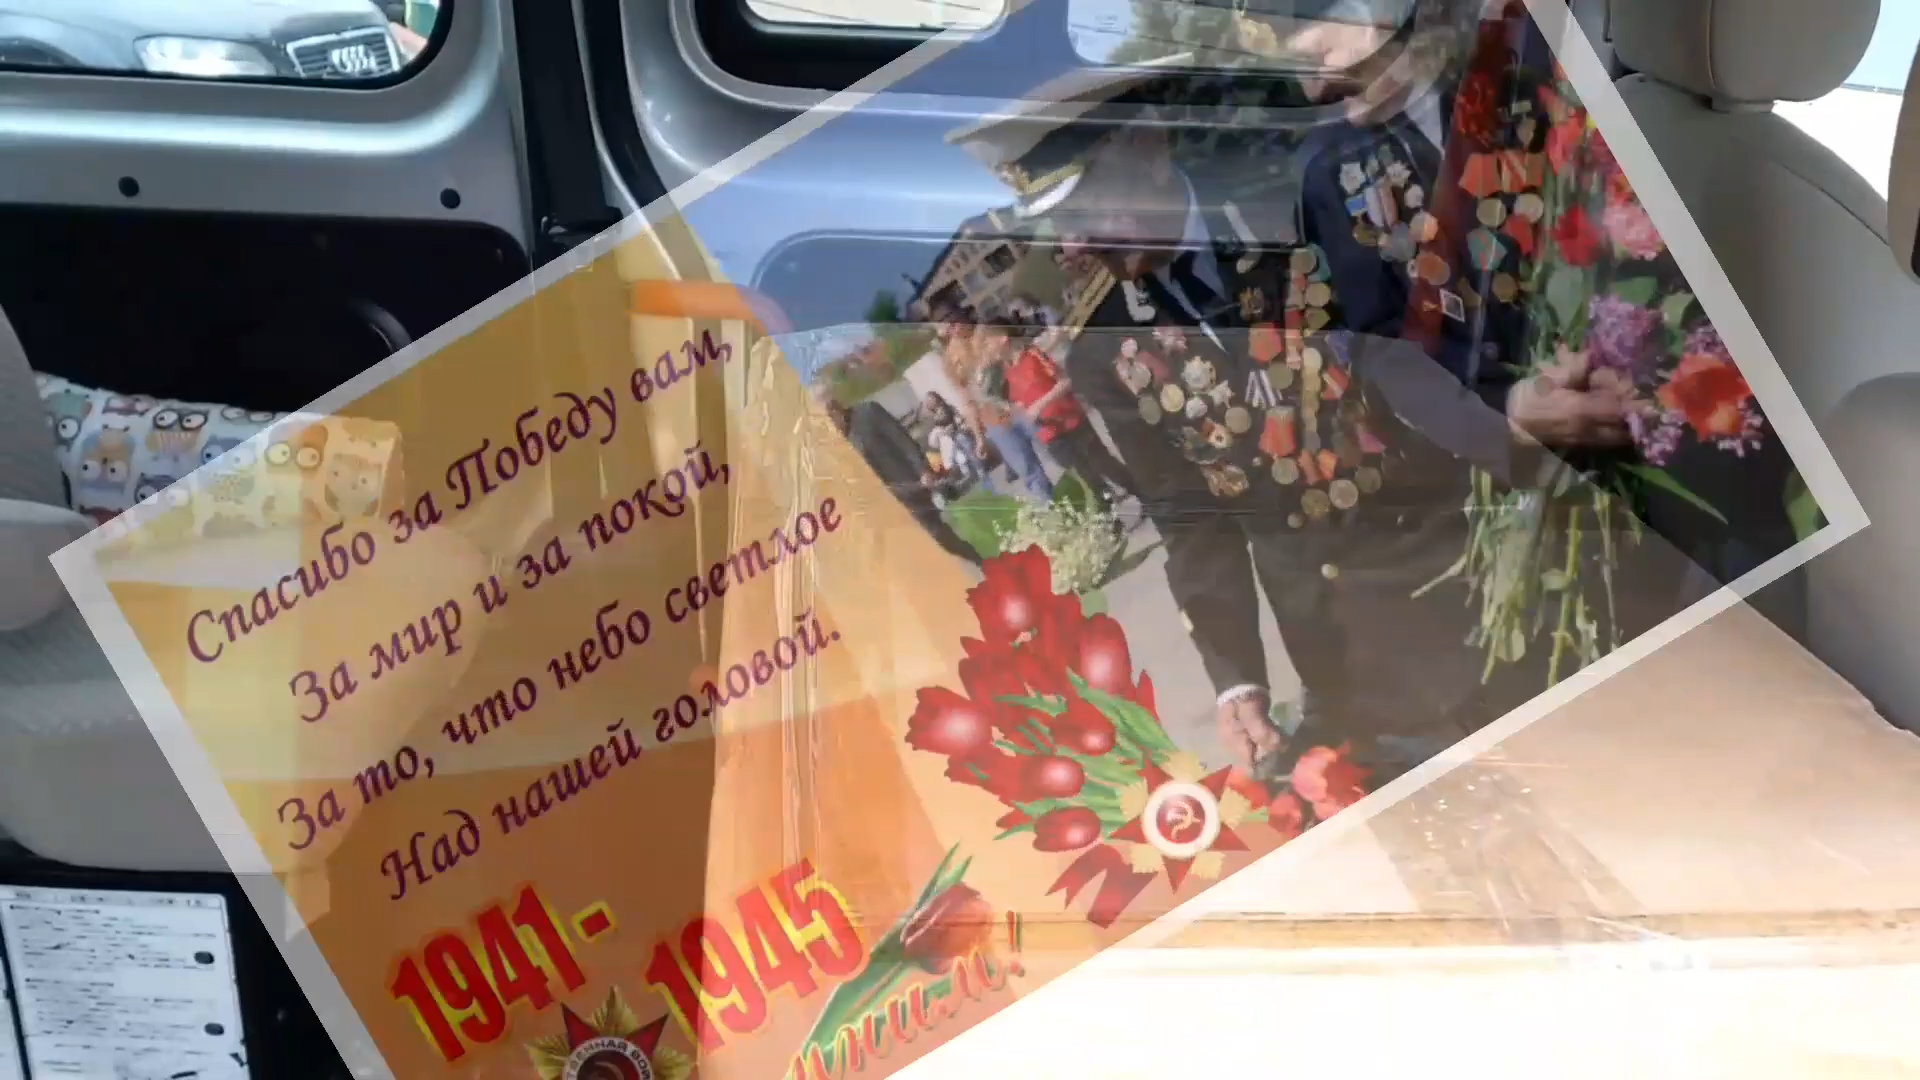 Спасибо за Победу вам,
За мир и за покой,
За то, что небо светлое
Над нашей головой.
1941-
1945